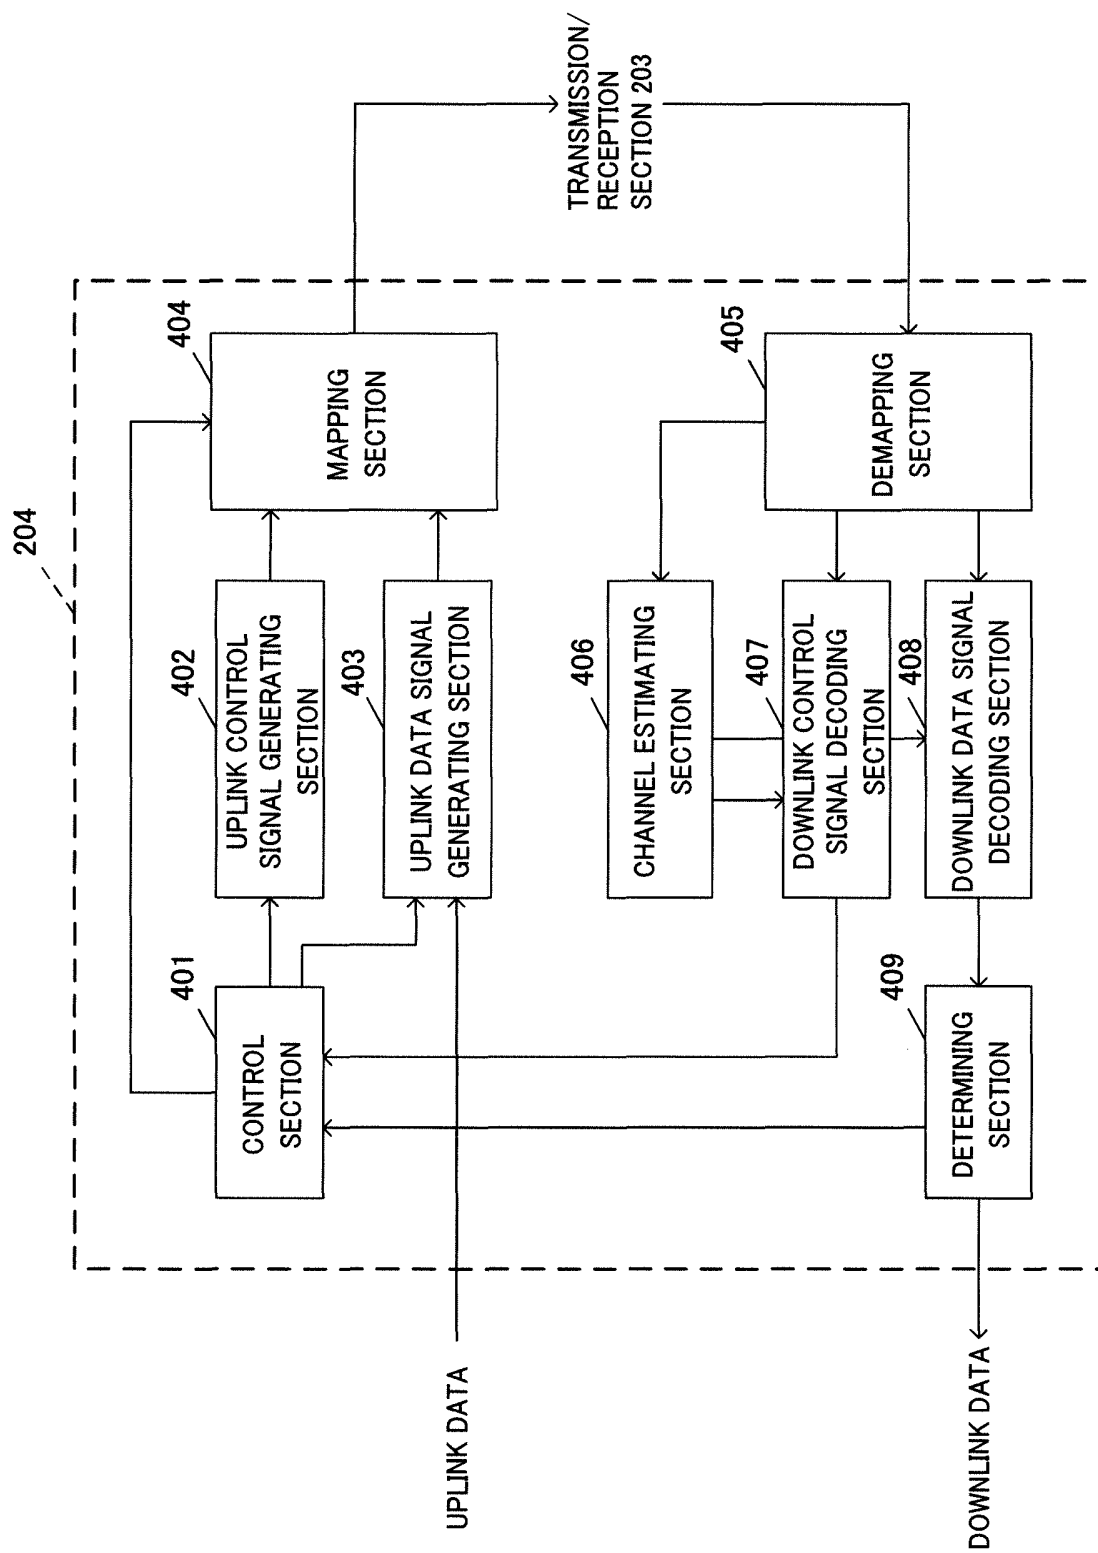 204
401
CONTROL
SECTION
402
UPLINK CONTROL
SIGNAL GENERATING
SECTION
403
UPLINK DATA SIGNAL
GENERATING SECTION
404
MAPPING
SECTION
TRANSMISSION/
RECEPTION
SECTION 203
UPLINK DATA
406
CHANNEL ESTIMATING
SECTION
405
DEMAPPING
SECTION
407
DOWNLINK CONTROL
SIGNAL DECODING
SECTION
409
DETERMINING
SECTION
408
DOWNLINK DATA SIGNAL
DECODING SECTION
DOWNLINK DATA